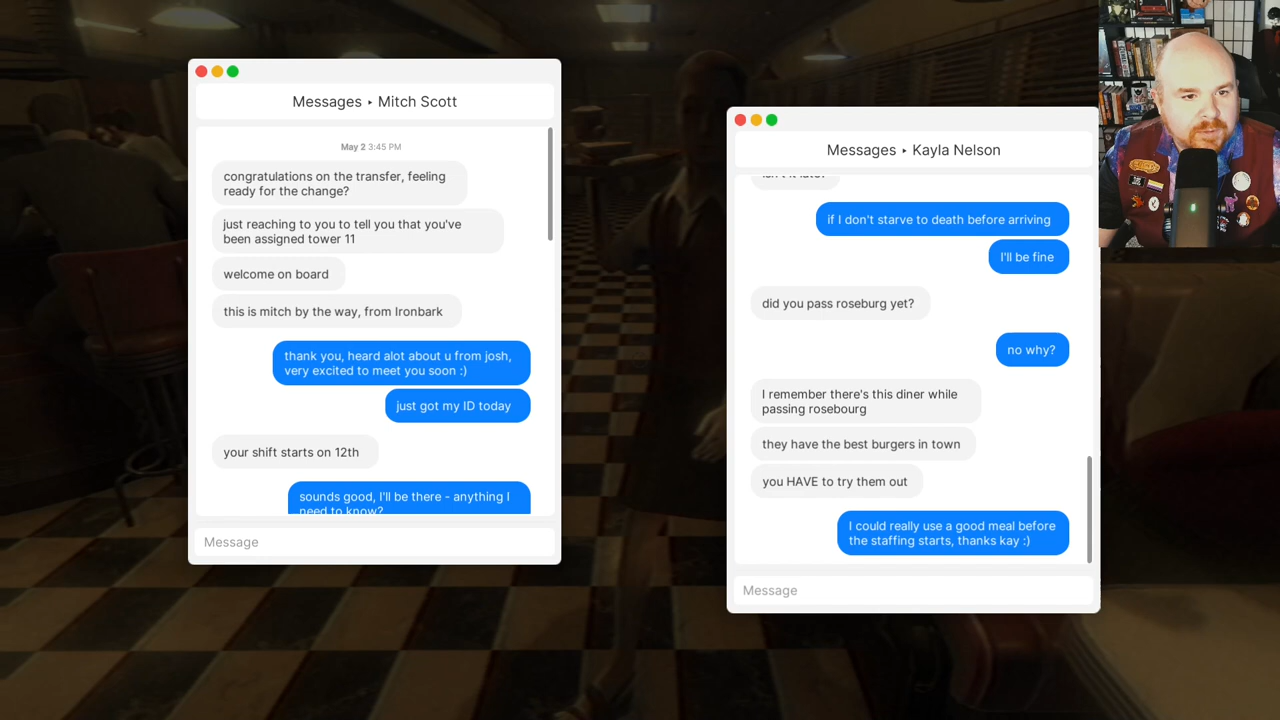 Messages ▸ Mitch Scott
May 2 3:45 PM
congratulations on the transfer, feeling
ready for the change?
just reaching to you to tell you that you've
been assigned tower 11
welcome on board
this is mitch by the way, from Ironbark
thank you, heard alot about u from josh,
very excited to meet you soon :)
just got my ID today
your shift starts on 12th
sounds good, I'll be there - anything I
need to know?
Message
Messages ▸ Kayla Nelson
isn't it late?
if I don't starve to death before arriving
I'll be fine
did you pass roseburg yet?
no why?
I remember there's this diner while
passing rosebourg
they have the best burgers in town
you HAVE to try them out
I could really use a good meal before
the staffing starts, thanks kay :)
Message